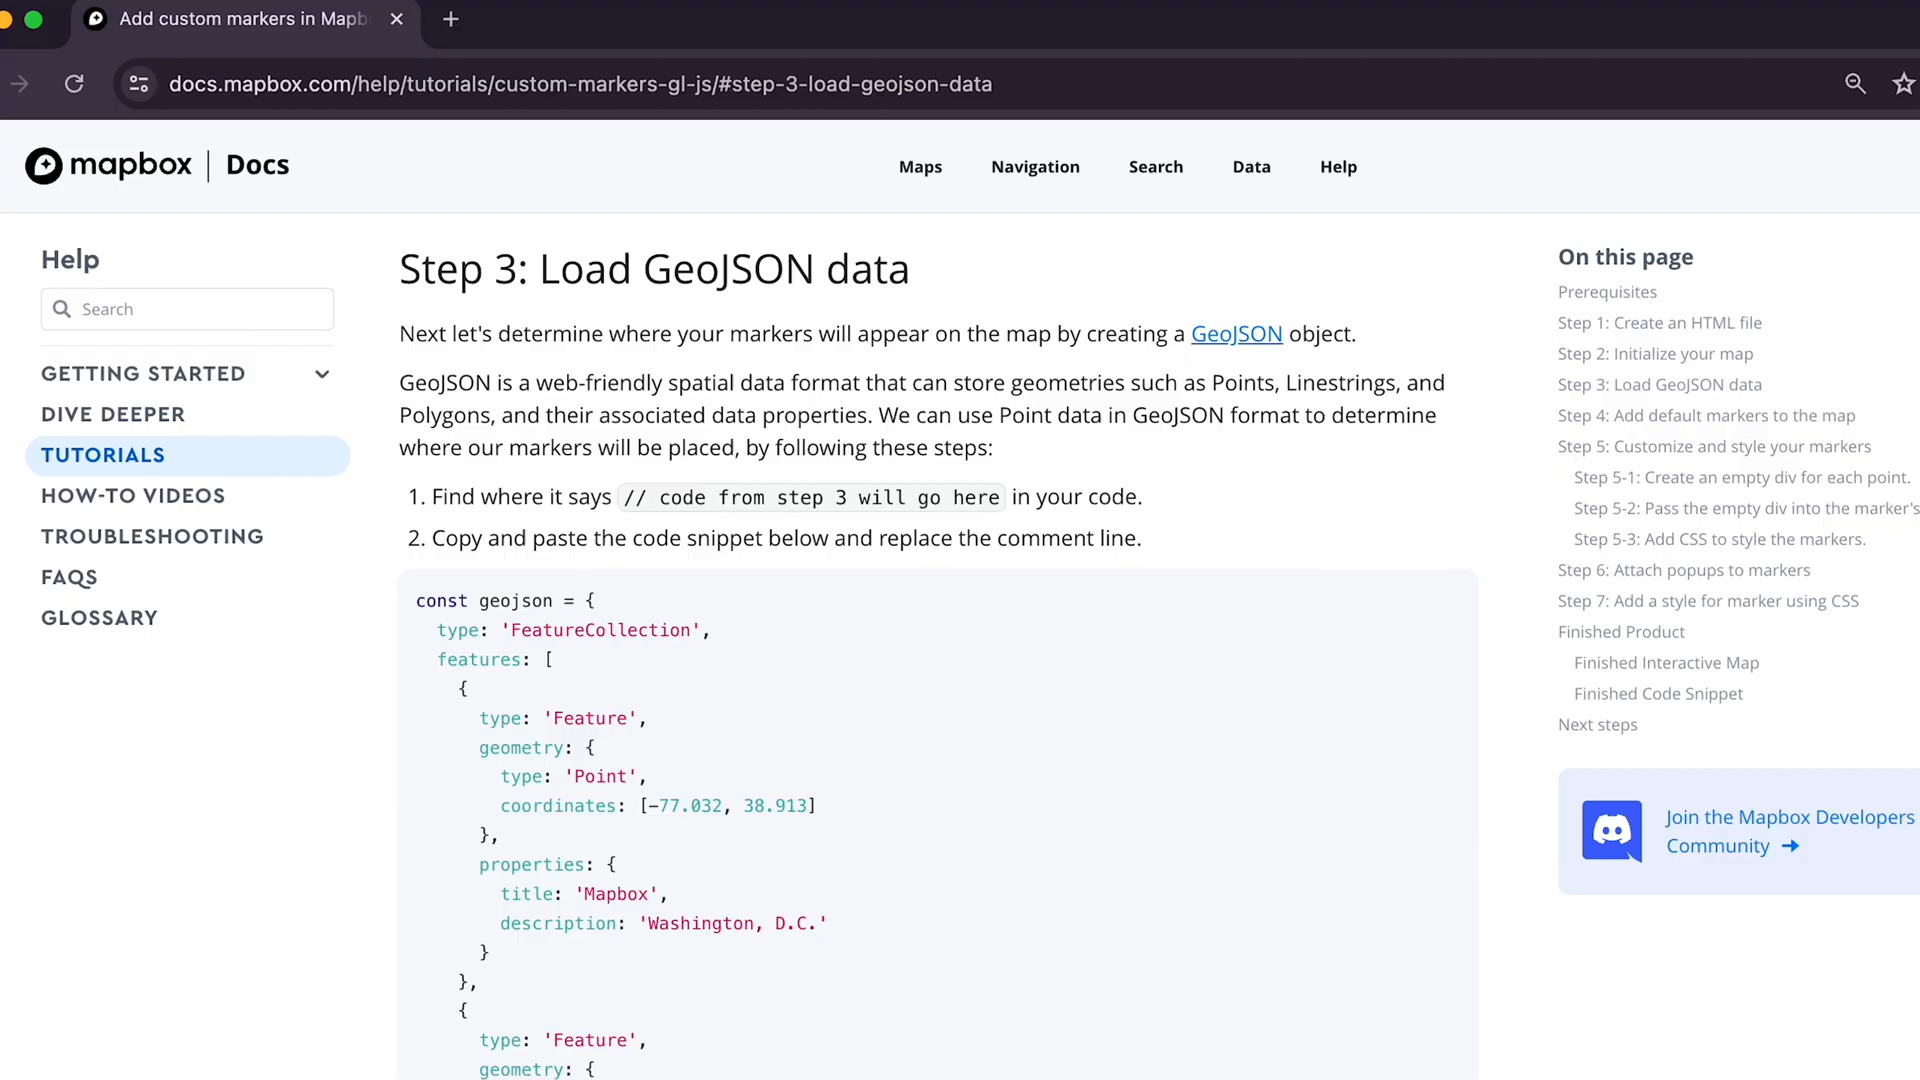 Add custom markers in Mapb
docs.mapbox.com/help/tutorials/custom-markers-gl-js/#step-3-load-geojson-data
mapbox | Docs
Maps
Navigation
Search
Data
Help
Help
Search
GETTING STARTED
DIVE DEEPER
TUTORIALS
HOW-TO VIDEOS
TROUBLESHOOTING
FAQS
GLOSSARY
Step 3: Load GeoJSON data
Next let's determine where your markers will appear on the map by creating a GeoJSON object.
GeoJSON is a web-friendly spatial data format that can store geometries such as Points, Linestrings, and
Polygons, and their associated data properties. We can use Point data in GeoJSON format to determine
where our markers will be placed, by following these steps:
1. Find where it says // code from step 3 will go here in your code.
2. Copy and paste the code snippet below and replace the comment line.
const geojson = {
  type: 'FeatureCollection',
  features: [
    {
      type: 'Feature',
      geometry: {
        type: 'Point',
        coordinates: [-77.032, 38.913]
      },
      properties: {
        title: 'Mapbox',
        description: 'Washington, D.C.'
      }
    },
    {
      type: 'Feature',
      geometry: {
On this page
Prerequisites
Step 1: Create an HTML file
Step 2: Initialize your map
Step 3: Load GeoJSON data
Step 4: Add default markers to the map
Step 5: Customize and style your markers
Step 5-1: Create an empty div for each point.
Step 5-2: Pass the empty div into the marker's
Step 5-3: Add CSS to style the markers.
Step 6: Attach popups to markers
Step 7: Add a style for marker using CSS
Finished Product
Finished Interactive Map
Finished Code Snippet
Next steps
Join the Mapbox Developers
Community →